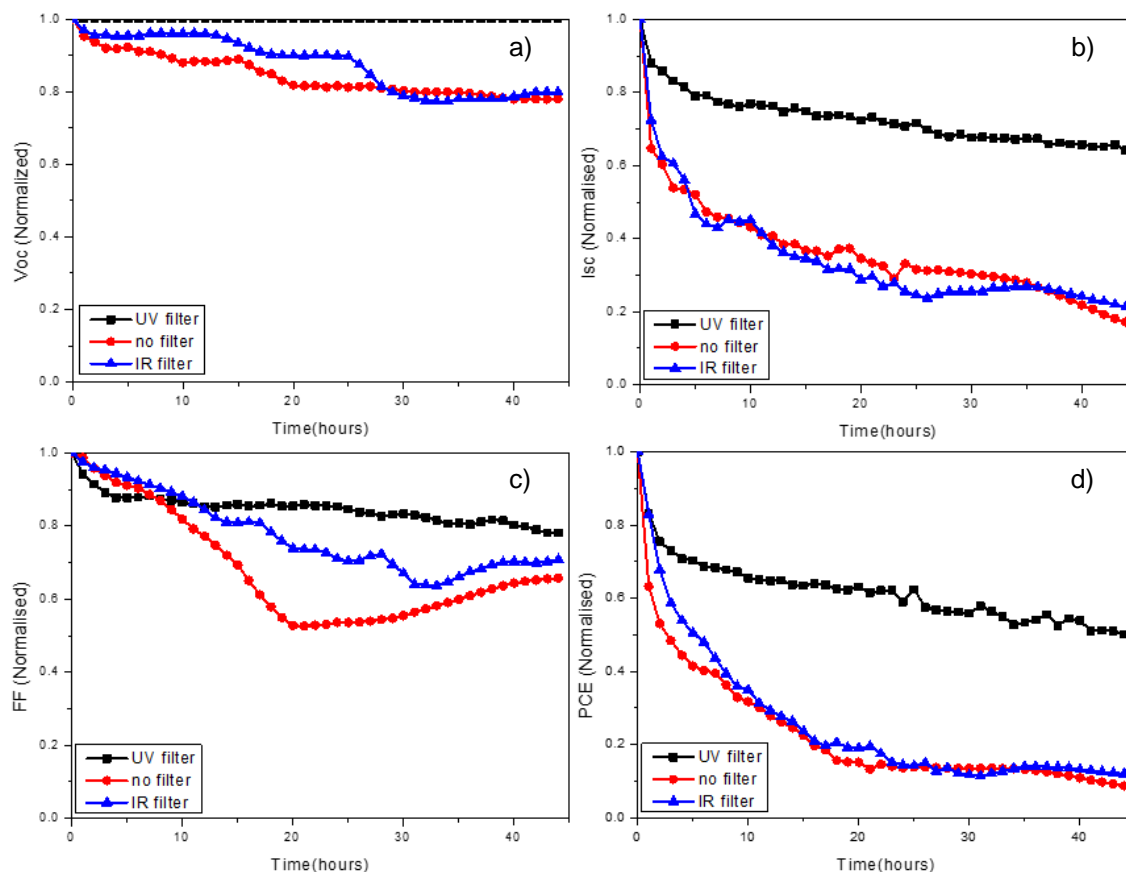 a)
1.0
0.8
0.6
0.4
0.2
0.0
Voc (Normalized)
UV filter
no filter
IR filter
0 10 20 30 40
Time(hours)
b)
1.0
0.8
0.6
0.4
0.2
0.0
Isc (Normalised)
UV filter
no filter
IR filter
0 10 20 30 40
Time(hours)
c)
1.0
0.8
0.6
0.4
0.2
0.0
FF (Normalised)
UV filter
no filter
IR filter
0 10 20 30 40
Time(hours)
d)
1.0
0.8
0.6
0.4
0.2
0.0
PCE (Normalised)
UV filter
no filter
IR filter
0 10 20 30 40
Time(hours)